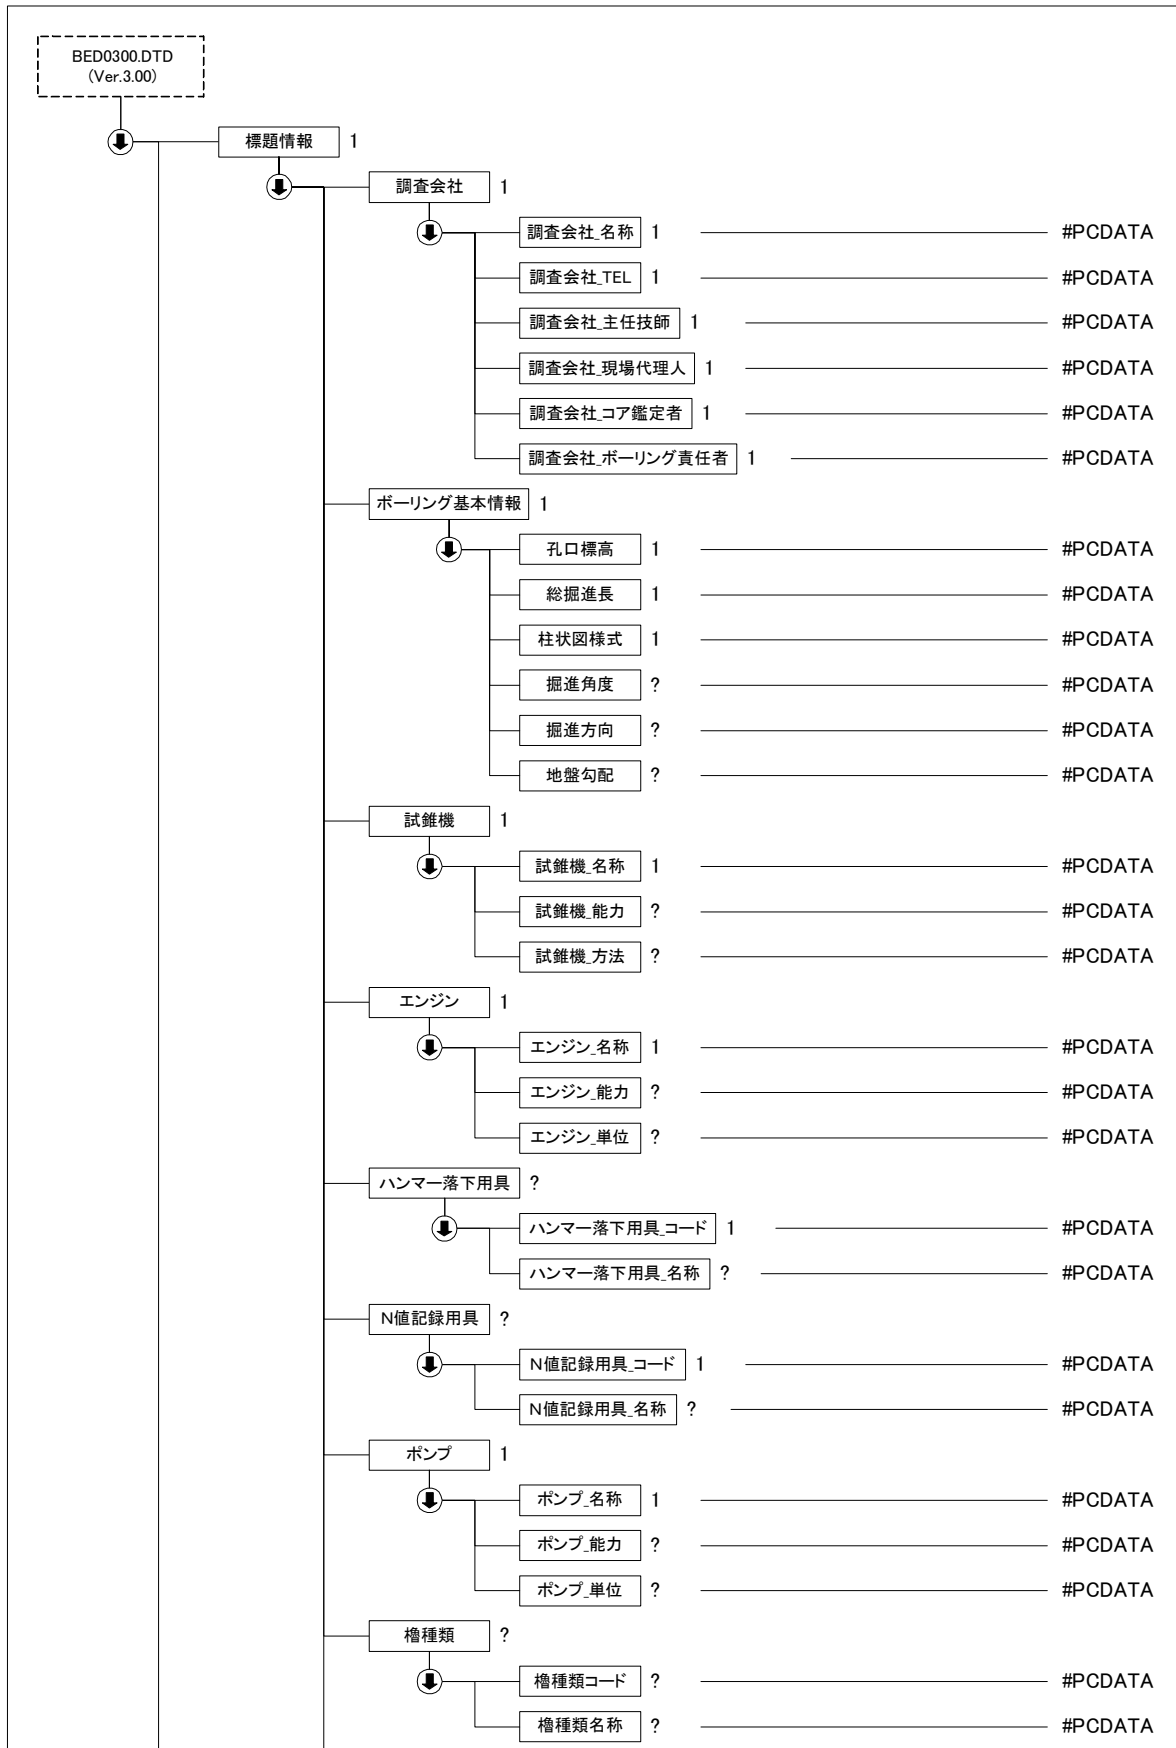 BED0300.DTD
(Ver.3.00)
標題情報 1
調査会社 1
調査会社_名称 1 #PCDATA
調査会社_TEL 1 #PCDATA
調査会社_主任技師 1 #PCDATA
調査会社_現場代理人 1 #PCDATA
調査会社_コア鑑定者 1 #PCDATA
調査会社_ボーリング責任者 1 #PCDATA
ボーリング基本情報 1
孔口標高 1 #PCDATA
総掘進長 1 #PCDATA
柱状図様式 1 #PCDATA
掘進角度 ? #PCDATA
掘進方向 ? #PCDATA
地盤勾配 ? #PCDATA
試錐機 1
試錐機_名称 1 #PCDATA
試錐機_能力 ? #PCDATA
試錐機_方法 ? #PCDATA
エンジン 1
エンジン_名称 1 #PCDATA
エンジン_能力 ? #PCDATA
エンジン_単位 ? #PCDATA
ハンマー落下用具 ?
ハンマー落下用具_コード 1 #PCDATA
ハンマー落下用具_名称 ? #PCDATA
N値記録用具 ?
N値記録用具_コード 1 #PCDATA
N値記録用具_名称 ? #PCDATA
ポンプ 1
ポンプ_名称 1 #PCDATA
ポンプ_能力 ? #PCDATA
ポンプ_単位 ? #PCDATA
櫓種類 ?
櫓種類コード ? #PCDATA
櫓種類名称 ? #PCDATA